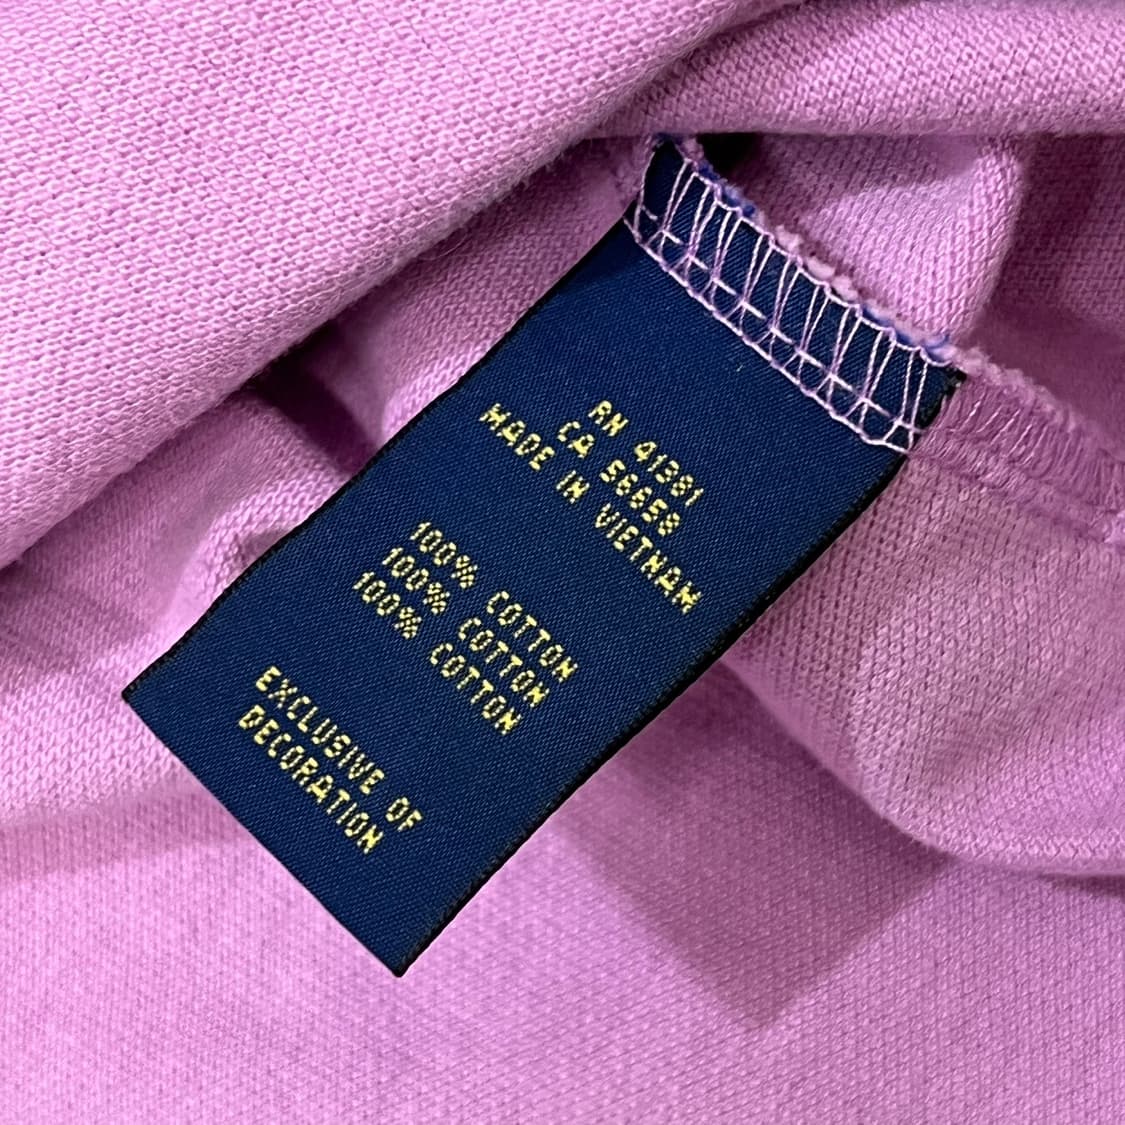 RN 41381
CA 56658
MADE IN VIETNAM
100% COTTON
100% COTTON
100% COTTON
EXCLUSIVE OF
DECORATION